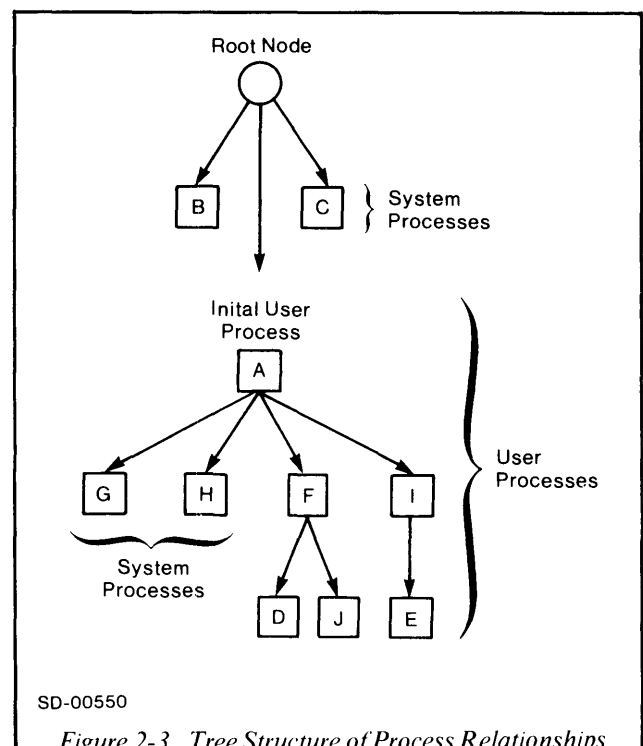 Root Node
B
C
System
Processes
Inital User
Process
A
G
H
F
I
User
Processes
System
Processes
D
J
E
SD-00550
Figure 2-3. Tree Structure of Process Relationships